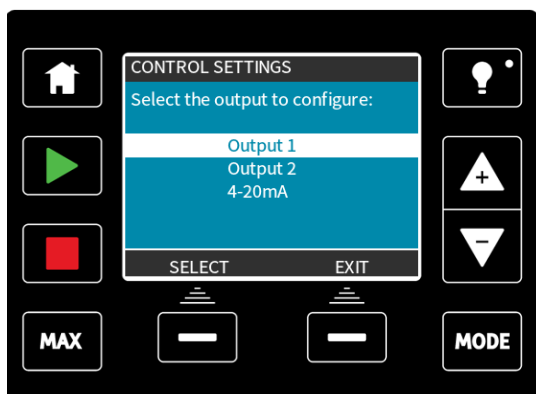 CONTROL SETTINGS
Select the output to configure:
Output 1
Output 2
4-20mA
SELECT EXIT
+
-
MAX
MODE